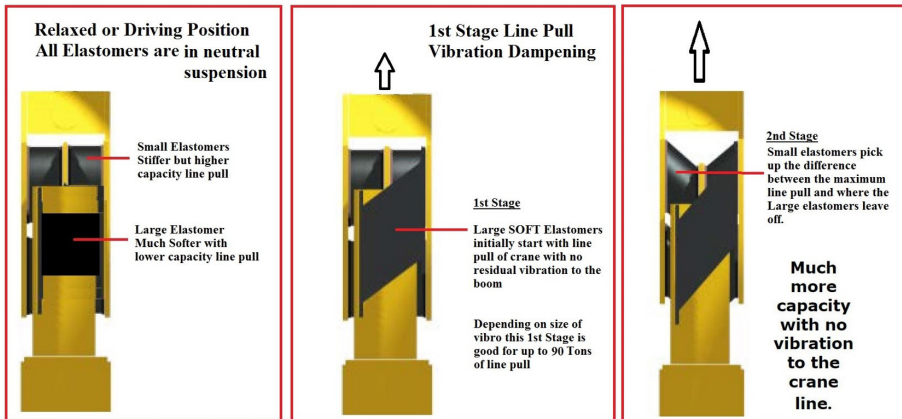 Relaxed or Driving Position
All Elastomers are in neutral
suspension
Small Elastomers
Stiffer but higher
capacity line pull
Large Elastomer
Much Softer with
lower capacity line pull
1st Stage Line Pull
Vibration Dampening
1st Stage
Large SOFT Elastomers
initially start with line
pull of crane with no
residual vibration to the
boom
Depending on size of
vibro this 1st Stage is
good for up to 90 Tons
of line pull
2nd Stage
Small elastomers pick
up the difference
between the maximum
line pull and where the
Large elastomers leave
off.
Much
more
capacity
with no
vibration
to the
crane
line.